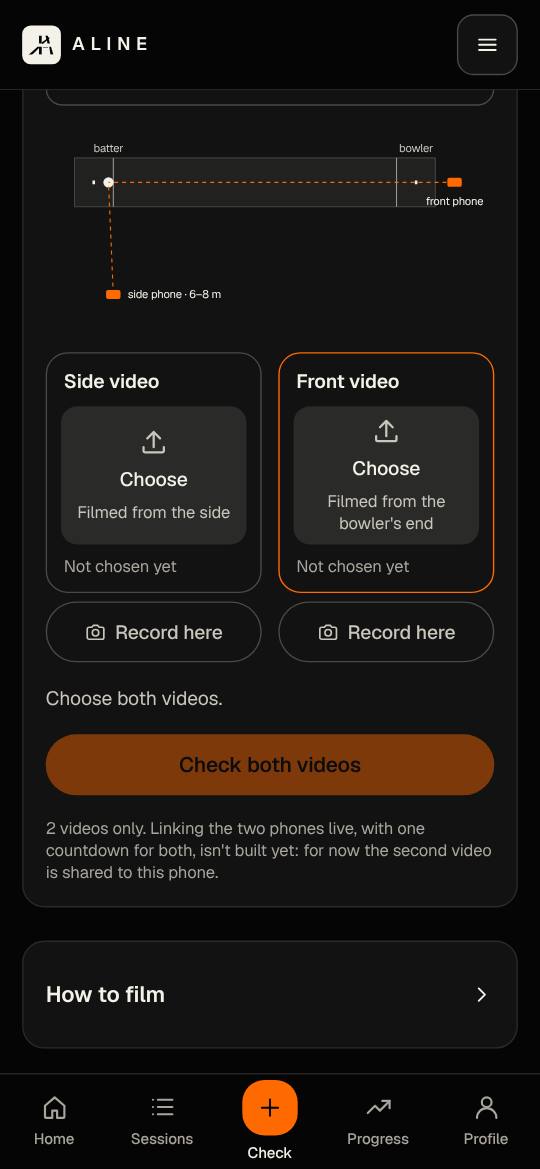 ALINE
batter
bowler
front phone
side phone · 6–8 m
Side video
Front video
Choose
Filmed from the side
Choose
Filmed from the
bowler's end
Not chosen yet
Not chosen yet
Record here
Record here
Choose both videos.
Check both videos
2 videos only. Linking the two phones live, with one
countdown for both, isn't built yet: for now the second video
is shared to this phone.
How to film
Home
Sessions
Check
Progress
Profile